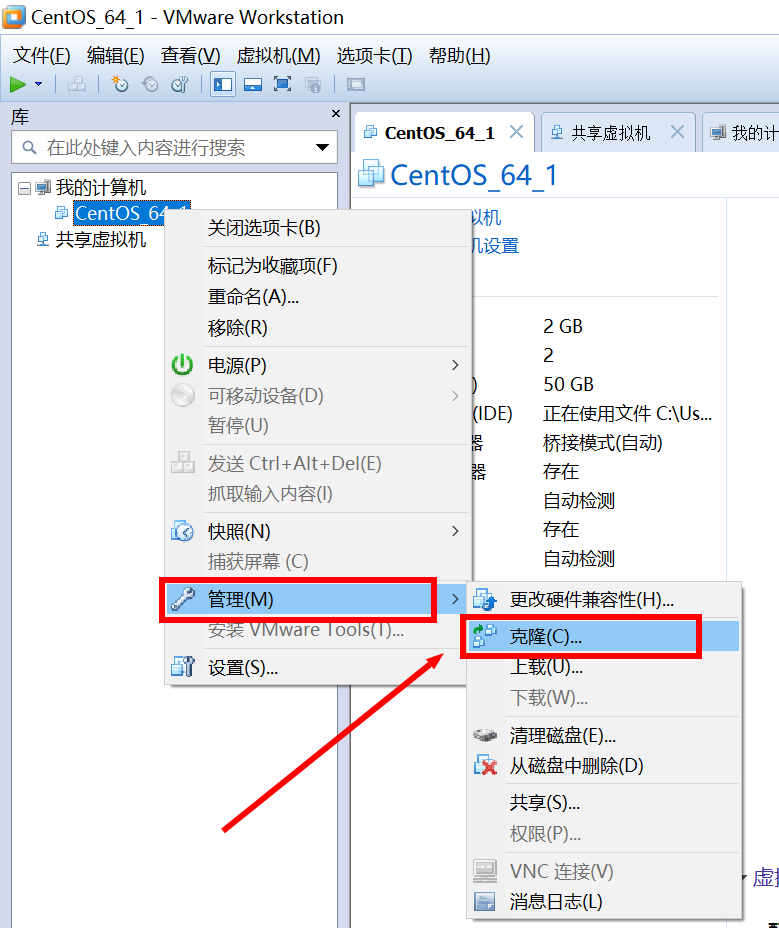 CentOS_64_1 - VMware Workstation
文件(F) 编辑(E) 查看(V) 虚拟机(M) 选项卡(T) 帮助(H)
库
在此处键入内容进行搜索
我的计算机
CentOS_64_1
共享虚拟机
CentOS_64_1 共享虚拟机 我的计
CentOS_64_1
拟机
机设置
2 GB
2
50 GB
(IDE) 正在使用文件 C:\Us...
器 桥接模式(自动)
器 存在
自动检测
存在
自动检测
关闭选项卡(B)
标记为收藏项(F)
重命名(A)...
移除(R)
电源(P)
可移动设备(D)
暂停(U)
发送 Ctrl+Alt+Del(E)
抓取输入内容(I)
快照(N)
捕获屏幕 (C)
管理(M)
安装 VMware Tools(T)...
设置(S)...
更改硬件兼容性(H)...
克隆(C)...
上载(U)...
下载(W)...
清理磁盘(E)...
从磁盘中删除(D)
共享(S)...
权限(P)...
VNC 连接(V)
消息日志(L)
虚